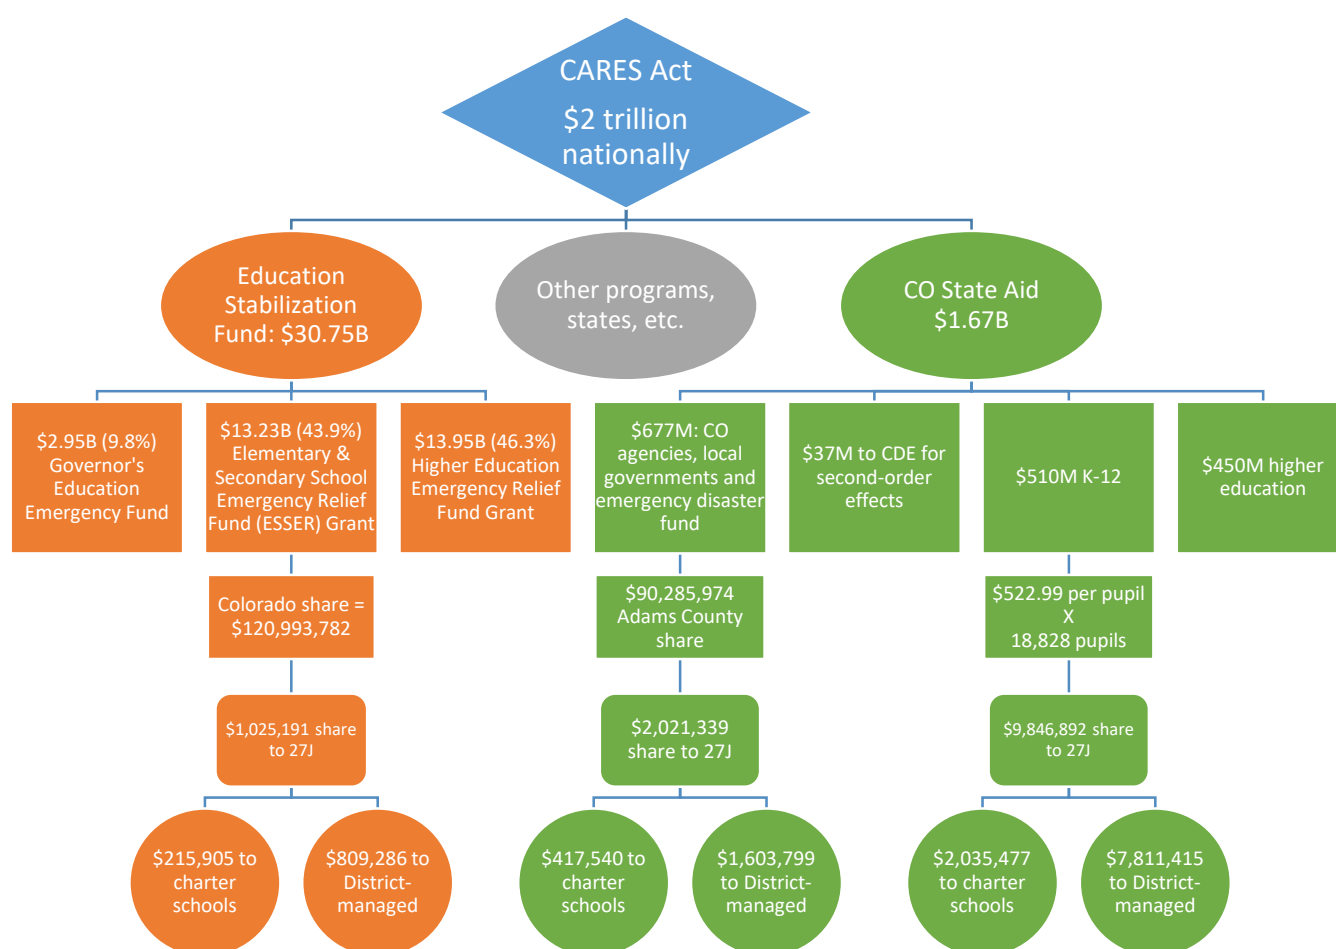 CARES Act
$2 trillion
nationally
Education
Stabilization
Fund: $30.75B
Other programs,
states, etc.
CO State Aid
$1.67B
$2.95B (9.8%)
Governor's
Education
Emergency Fund
$13.23B (43.9%)
Elementary &
Secondary School
Emergency Relief
Fund (ESSER) Grant
$13.95B (46.3%)
Higher Education
Emergency Relief
Fund Grant
$677M: CO
agencies, local
governments and
emergency disaster
fund
$37M to CDE for
second-order
effects
$510M K-12
$450M higher
education
Colorado share =
$120,993,782
$90,285,974
Adams County
share
$522.99 per pupil
X
18,828 pupils
$1,025,191 share
to 27J
$2,021,339
share to 27J
$9,846,892 share
to 27J
$215,905 to
charter
schools
$809,286 to
District-
managed
$417,540 to
charter
schools
$1,603,799
to District-
managed
$2,035,477
to charter
schools
$7,811,415
to District-
managed